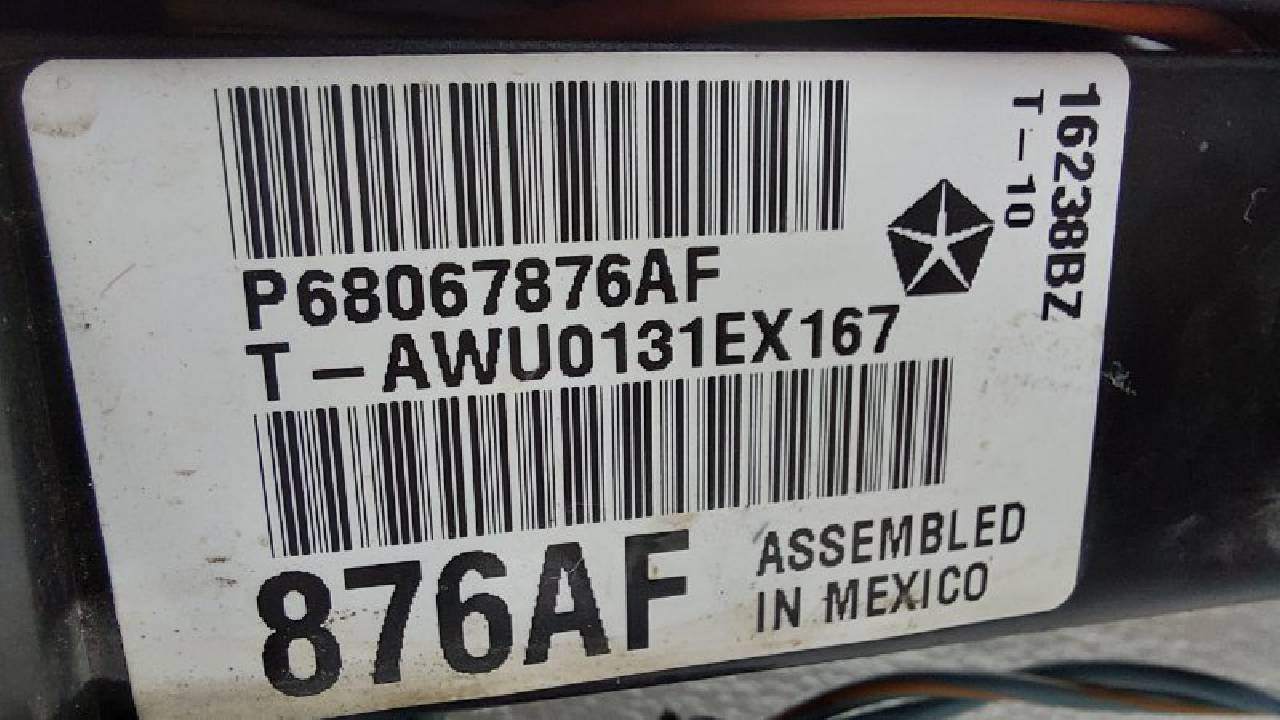 P68067876AF
T-AWU0131EX167
876AF
ASSEMBLED
IN MEXICO
16238BZ
T-10